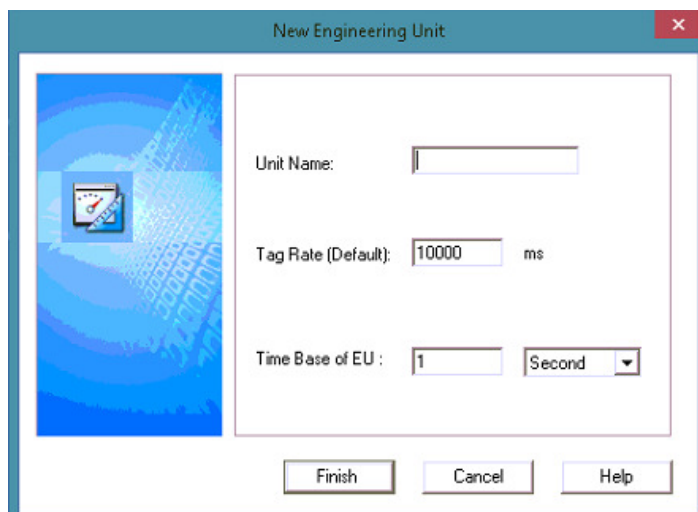 New Engineering Unit
Unit Name:
Tag Rate (Default): 10000 ms
Time Base of EU : 1 Second
Finish Cancel Help